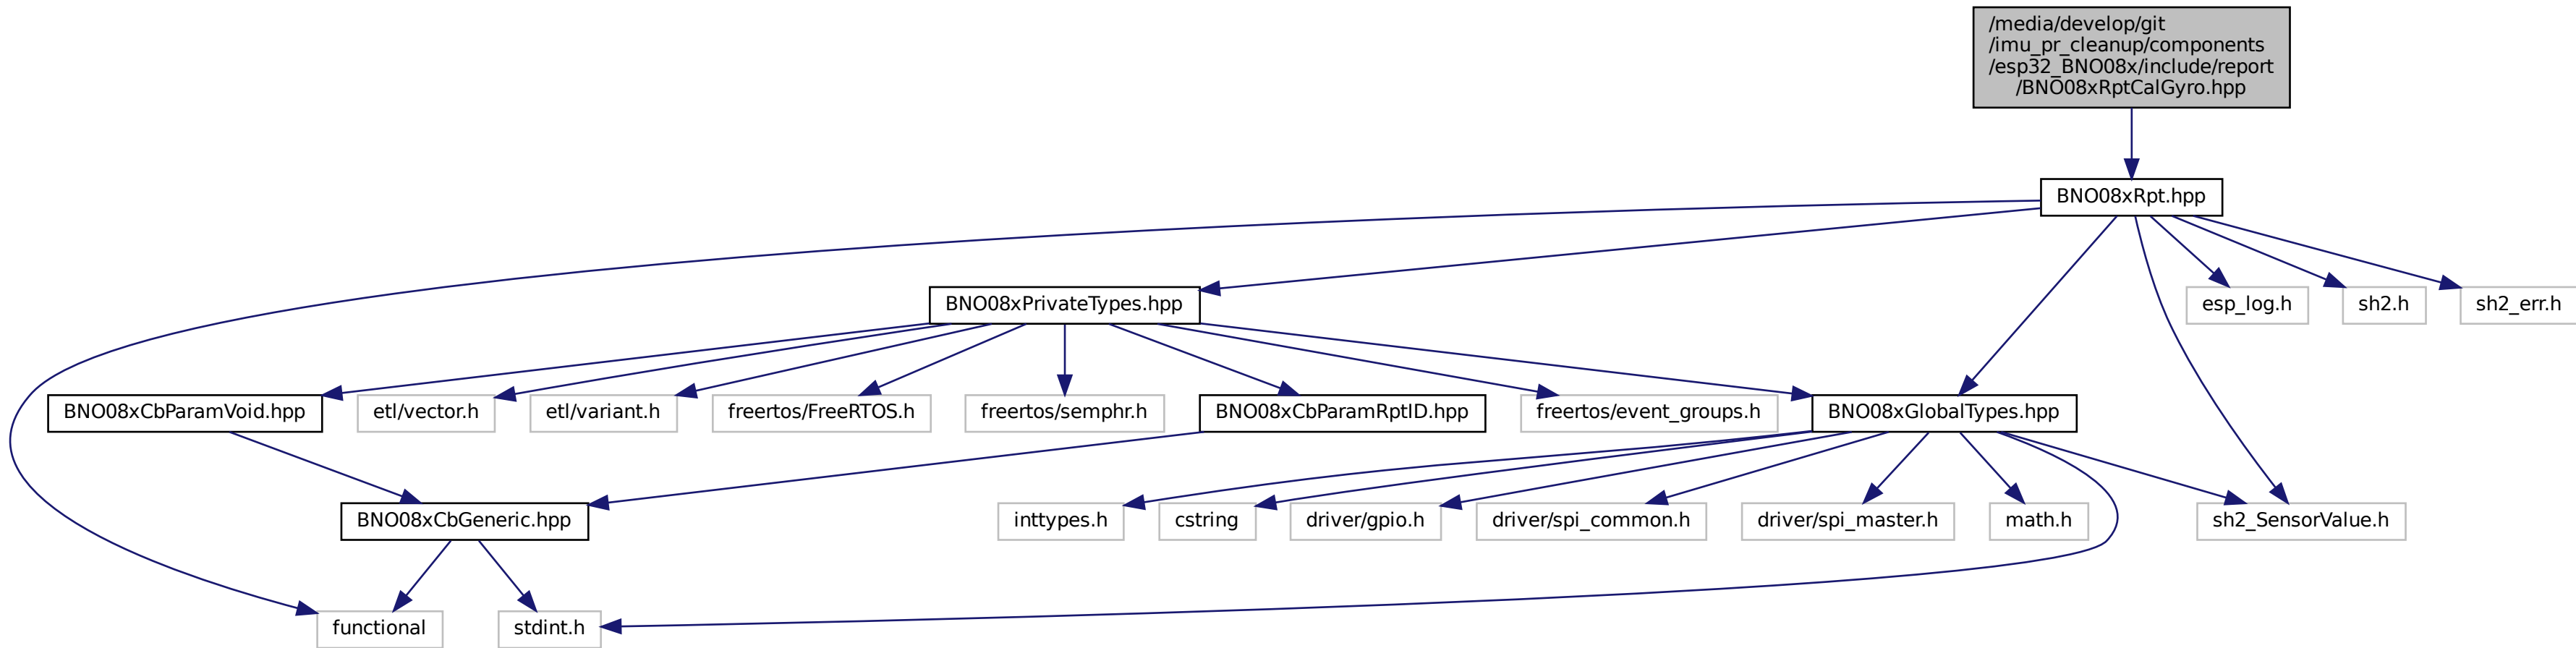 /media/develop/git
/imu_pr_cleanup/components
/esp32_BNO08x/include/report
/BNO08xRptCalGyro.hpp
BNO08xRpt.hpp
BNO08xPrivateTypes.hpp
esp_log.h
sh2.h
sh2_err.h
BNO08xCbParamVoid.hpp
etl/vector.h
etl/variant.h
freertos/FreeRTOS.h
freertos/semphr.h
BNO08xCbParamRptID.hpp
freertos/event_groups.h
BNO08xGlobalTypes.hpp
BNO08xCbGeneric.hpp
inttypes.h
cstring
driver/gpio.h
driver/spi_common.h
driver/spi_master.h
math.h
sh2_SensorValue.h
functional
stdint.h